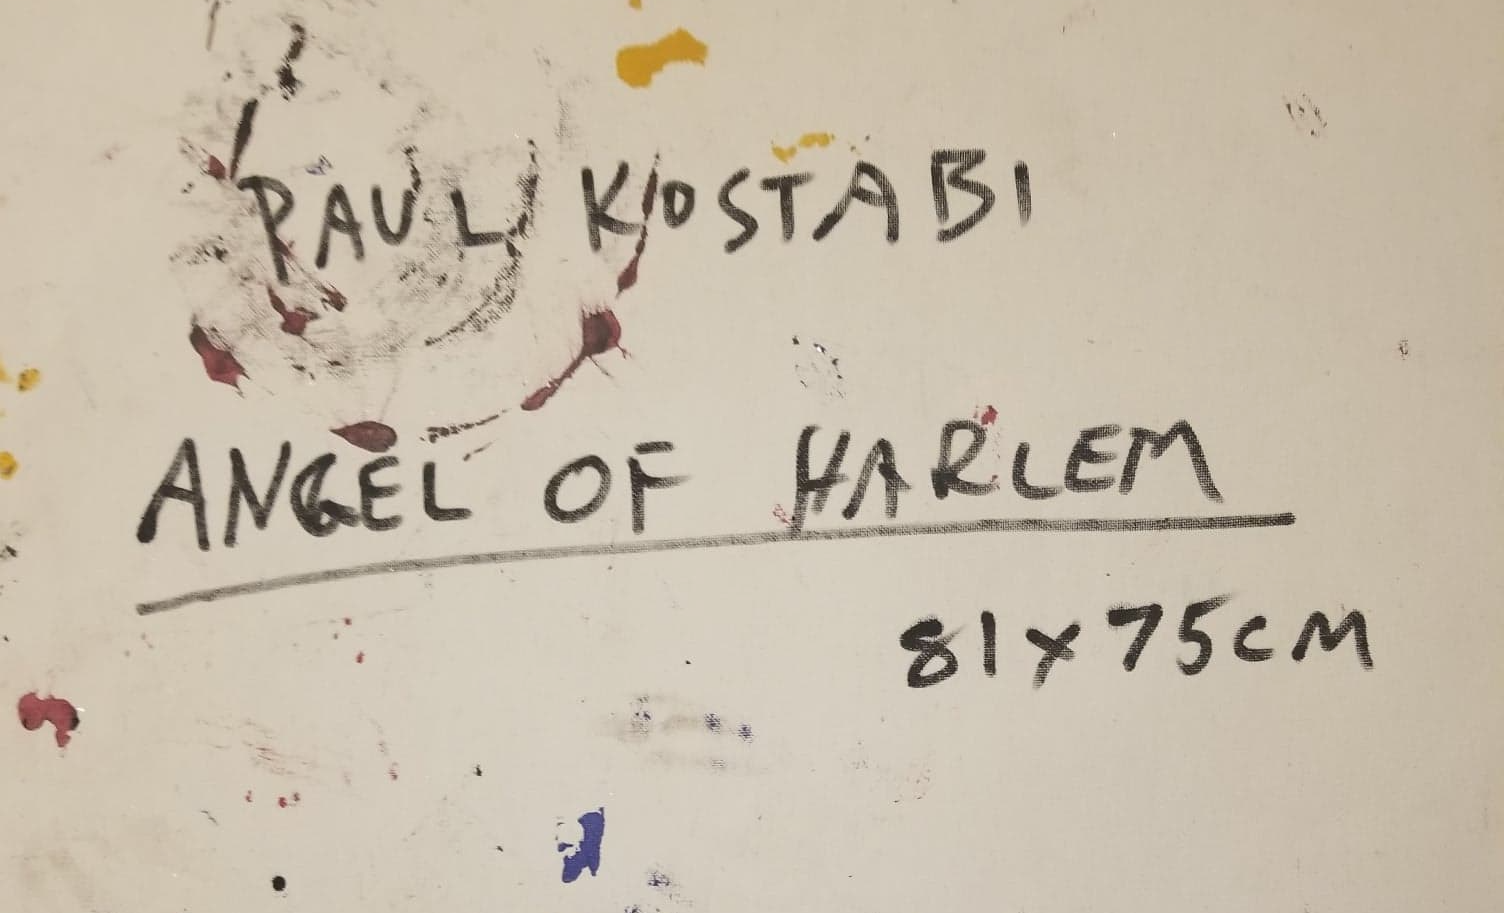 PAUL KOSTABI
ANGEL OF HARLEM
81x75CM